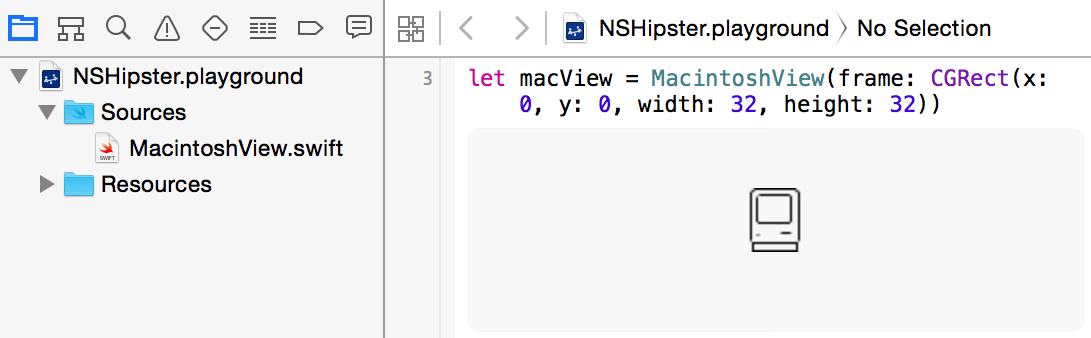 NSHipster.playground
Sources
MacintoshView.swift
Resources
NSHipster.playground 〉 No Selection
3
let macView = MacintoshView(frame: CGRect(x:
0, y: 0, width: 32, height: 32))
SWIFT